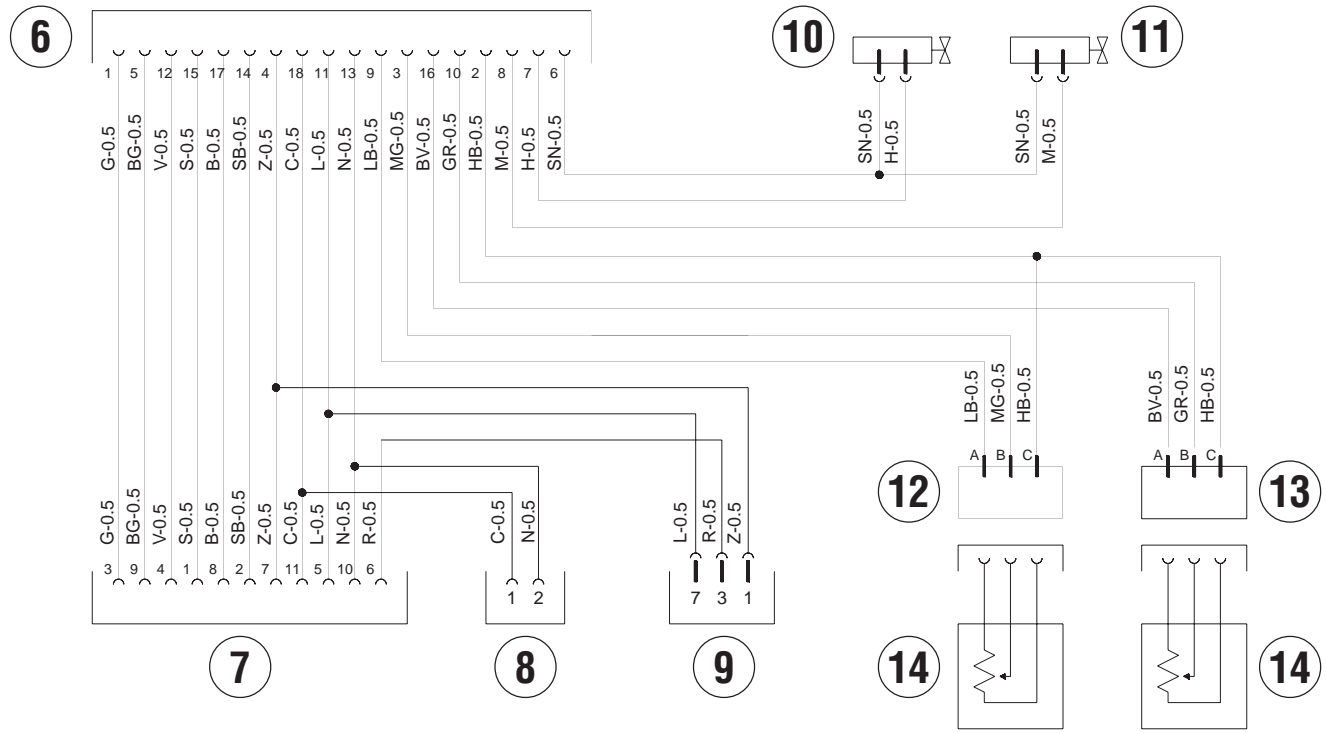 6 10 11
1 5 12 15 17 14 4 18 11 13 9 3 16 10 2 8 7 6
G-0.5 BG-0.5 V-0.5 S-0.5 B-0.5 SB-0.5 Z-0.5 C-0.5 L-0.5 N-0.5 LB-0.5 MG-0.5 BV-0.5 GR-0.5 HB-0.5 M-0.5 H-0.5 SN-0.5
SN-0.5 H-0.5
SN-0.5 M-0.5
LB-0.5 MG-0.5 HB-0.5
BV-0.5 GR-0.5 HB-0.5
A B C
A B C
12 13
G-0.5 BG-0.5 V-0.5 S-0.5 B-0.5 SB-0.5 Z-0.5 C-0.5 L-0.5 N-0.5 R-0.5
C-0.5 N-0.5
L-0.5 R-0.5 Z-0.5
3 9 4 1 8 2 7 11 5 10 6
1 2
7 3 1
7 8 9 14 14